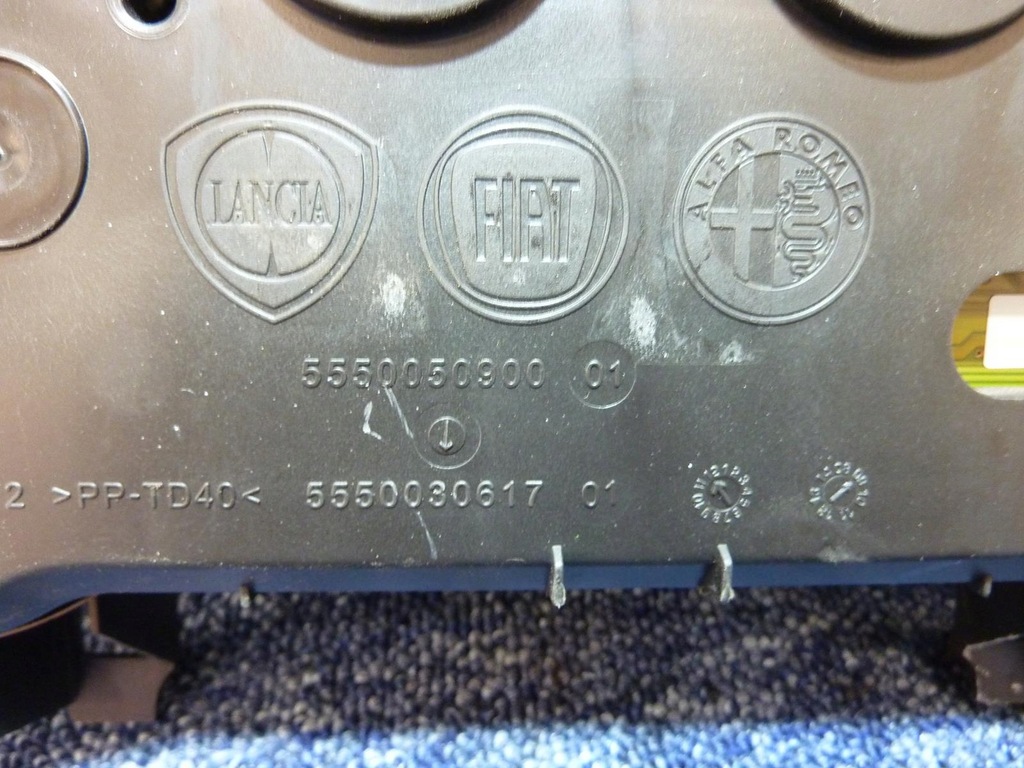 LANCIA FIAT ALFA ROMEO
5550050900 01
2 >PP-TD40< 5550030617 01